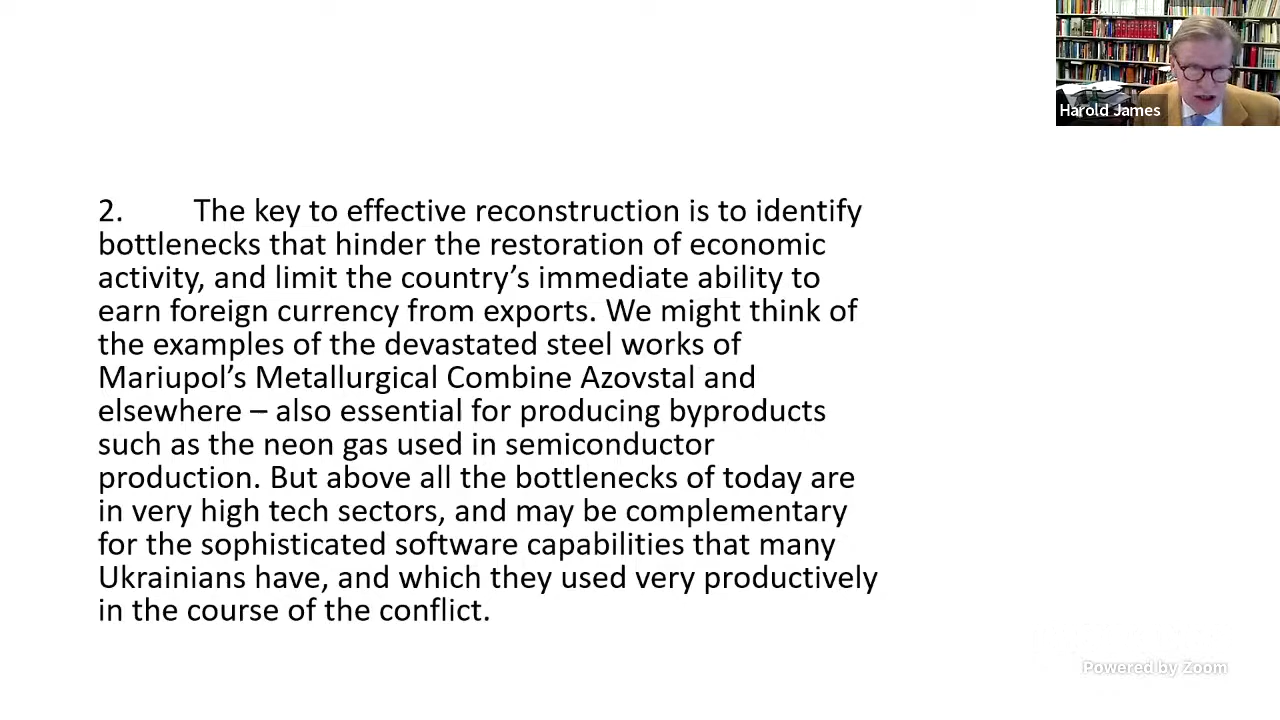 Harold James
2. The key to effective reconstruction is to identify
bottlenecks that hinder the restoration of economic
activity, and limit the country’s immediate ability to
earn foreign currency from exports. We might think of
the examples of the devastated steel works of
Mariupol’s Metallurgical Combine Azovstal and
elsewhere – also essential for producing byproducts
such as the neon gas used in semiconductor
production. But above all the bottlenecks of today are
in very high tech sectors, and may be complementary
for the sophisticated software capabilities that many
Ukrainians have, and which they used very productively
in the course of the conflict.
Powered by Zoom